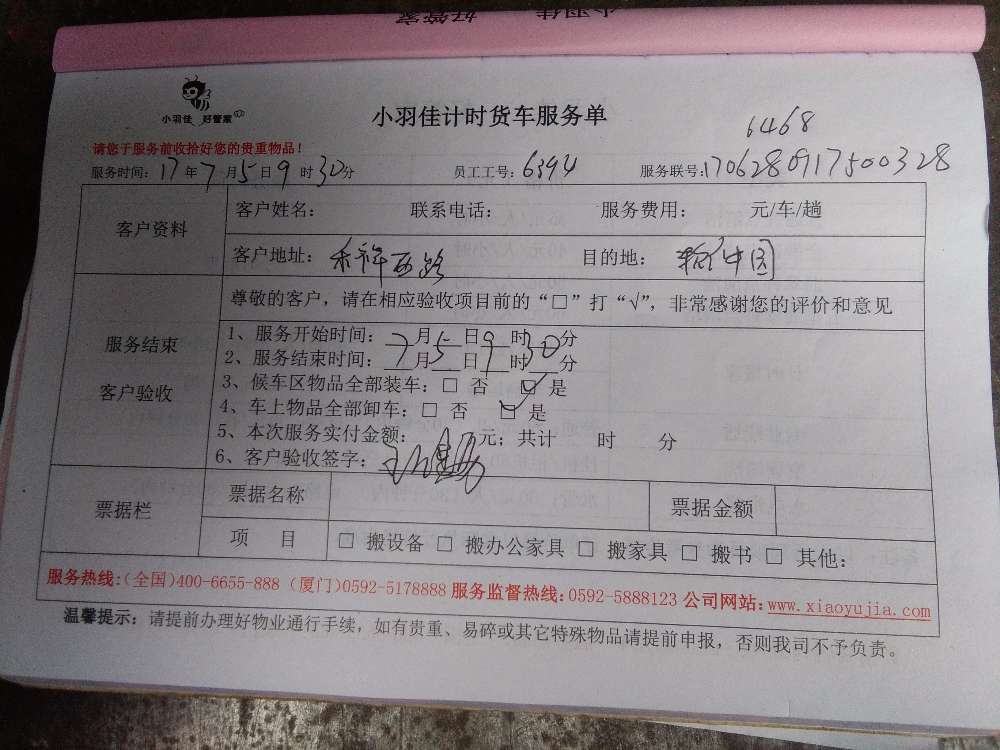 小羽佳 好管家
小羽佳计时货车服务单
6468
请您于服务前收拾好您的贵重物品！
服务时间：17年7月5日9时32分 员工工号：6394 服务联号：1706280917500328
客户资料
客户姓名： 联系电话： 服务费用： 元/车/趟
客户地址：禾祥西路 目的地：
服务结束
客户验收
尊敬的客户，请在相应验收项目前的“□”打“√”，非常感谢您的评价和意见
1、服务开始时间：7月5日9时30分
2、服务结束时间： 月 日 时 分
3、候车区物品全部装车：□ 否 ☑ 是
4、车上物品全部卸车：□ 否 ☑ 是
5、本次服务实付金额： 元；共计 时 分
6、客户验收签字：
票据栏
票据名称 票据金额
项 目 □ 搬设备 □ 搬办公家具 □ 搬家具 □ 搬书 □ 其他：
服务热线：（全国）400-6655-888（厦门）0592-5178888 服务监督热线：0592-5888123 公司网站：www.xiaoyujia.com
温馨提示：请提前办理好物业通行手续，如有贵重、易碎或其它特殊物品请提前申报，否则我司不予负责。